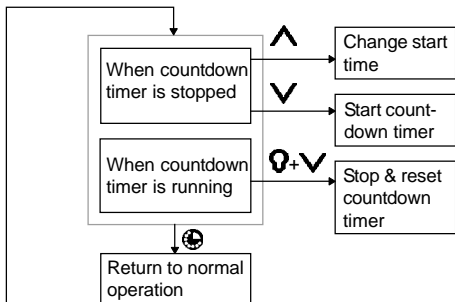 When countdown
timer is stopped
Change start
time
Start count-
down timer
When countdown
timer is running
+
Stop & reset
countdown
timer
Return to normal
operation